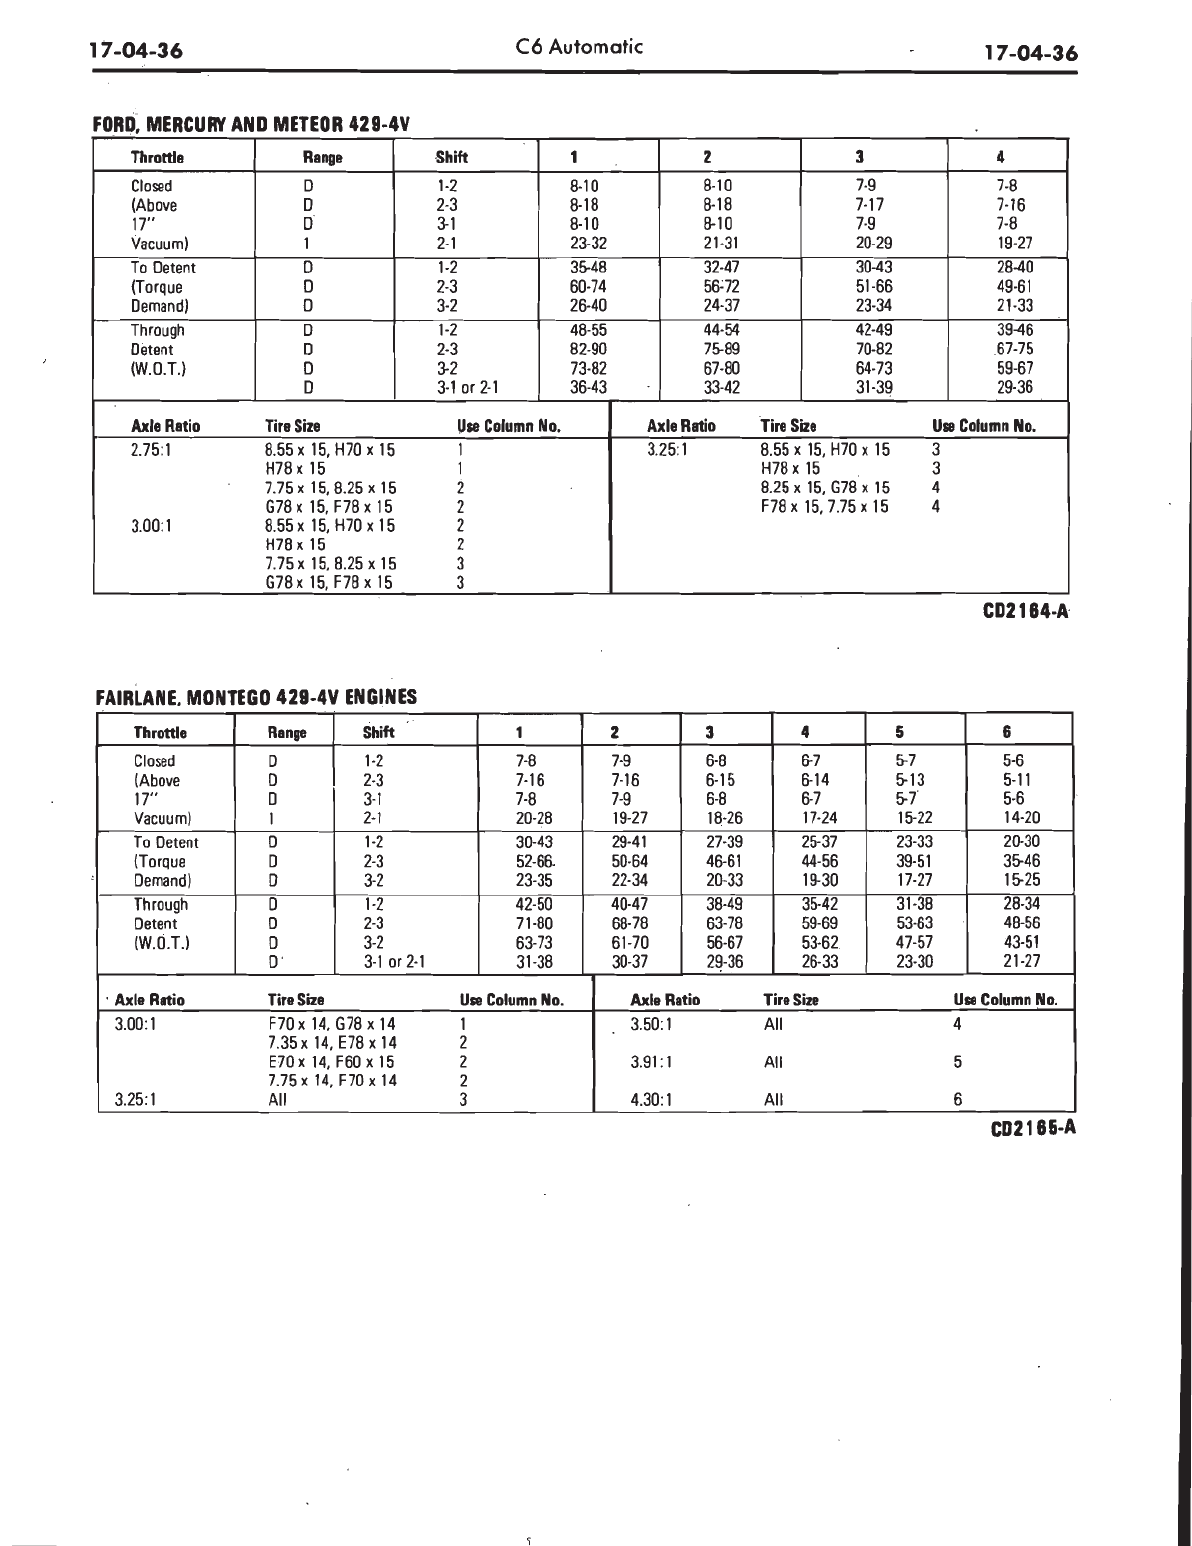 17-04-36 C6 Automatic 17-04-36
FORD, MERCURY AND METEOR 429-4V
Throttle Range Shift 1 2 3 4
Closed D 1-2 8-10 8-10 7-9 7-8
(Above D 2-3 8-18 8-18 7-17 7-16
17" D 3-1 8-10 8-10 7-9 7-8
Vacuum) 1 2-1 23-32 21-31 20-29 19-27
To Detent D 1-2 35-48 32-47 30-43 28-40
(Torque D 2-3 60-74 56-72 51-66 49-61
Demand) D 3-2 26-40 24-37 23-34 21-33
Through D 1-2 48-55 44-54 42-49 39-46
Detent D 2-3 82-90 75-89 70-82 67-75
(W.O.T.) D 3-2 73-82 67-80 64-73 59-67
D 3-1 or 2-1 36-43 33-42 31-39 29-36
Axle Ratio Tire Size Use Column No. Axle Ratio Tire Size Use Column No.
2.75:1 8.55 x 15, H70 x 15 1 3.25:1 8.55 x 15, H70 x 15 3
H78 x 15 1 H78 x 15 3
7.75 x 15, 8.25 x 15 2 8.25 x 15, G78 x 15 4
G78 x 15, F78 x 15 2 F78 x 15, 7.75 x 15 4
3.00:1 8.55 x 15, H70 x 15 2
H78 x 15 2
7.75 x 15, 8.25 x 15 3
G78 x 15, F78 x 15 3
CD2164-A
FAIRLANE, MONTEGO 429-4V ENGINES
Throttle Range Shift 1 2 3 4 5 6
Closed D 1-2 7-8 7-9 6-8 6-7 5-7 5-6
(Above D 2-3 7-16 7-16 6-15 6-14 5-13 5-11
17" D 3-1 7-8 7-9 6-8 6-7 5-7 5-6
Vacuum) 1 2-1 20-28 19-27 18-26 17-24 15-22 14-20
To Detent D 1-2 30-43 29-41 27-39 25-37 23-33 20-30
(Torque D 2-3 52-66 50-64 46-61 44-56 39-51 35-46
Demand) D 3-2 23-35 22-34 20-33 19-30 17-27 15-25
Through D 1-2 42-50 40-47 38-49 35-42 31-38 28-34
Detent D 2-3 71-80 68-78 63-78 59-69 53-63 48-56
(W.O.T.) D 3-2 63-73 61-70 56-67 53-62 47-57 43-51
D 3-1 or 2-1 31-38 30-37 29-36 26-33 23-30 21-27
Axle Ratio Tire Size Use Column No. Axle Ratio Tire Size Use Column No.
3.00:1 F70 x 14, G78 x 14 1 3.50:1 All 4
7.35 x 14, E78 x 14 2
E70 x 14, F60 x 15 2 3.91:1 All 5
7.75 x 14, F70 x 14 2
3.25:1 All 3 4.30:1 All 6
CD2165-A